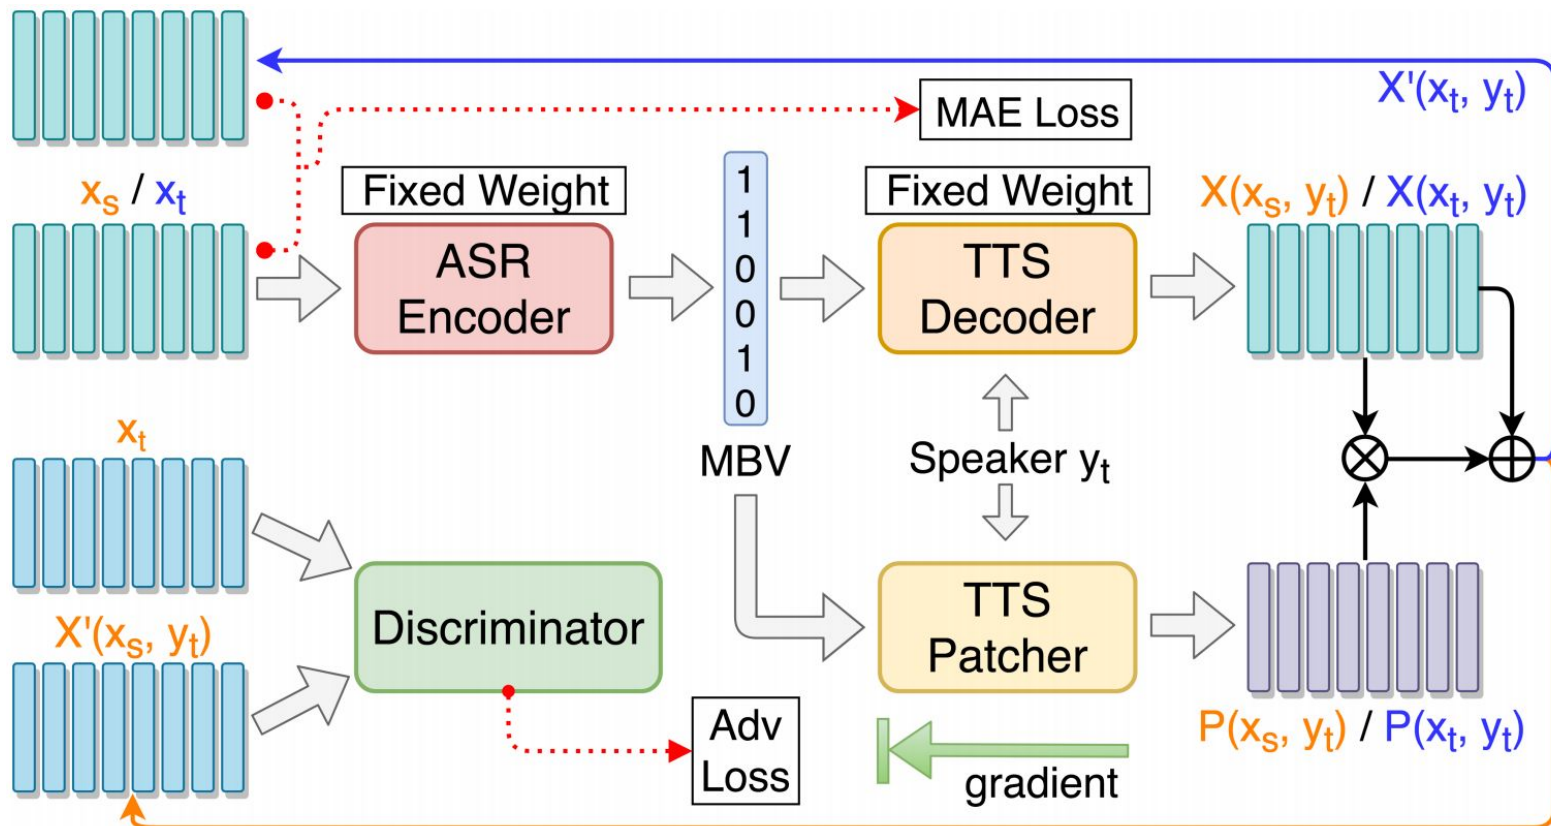 X'(xt, yt)
MAE Loss
xs / xt
Fixed Weight
ASR
Encoder
1
1
0
0
1
0
MBV
Fixed Weight
TTS
Decoder
X(xs, yt) / X(xt, yt)
Speaker yt
xt
X'(xs, yt)
Discriminator
Adv
Loss
TTS
Patcher
gradient
P(xs, yt) / P(xt, yt)